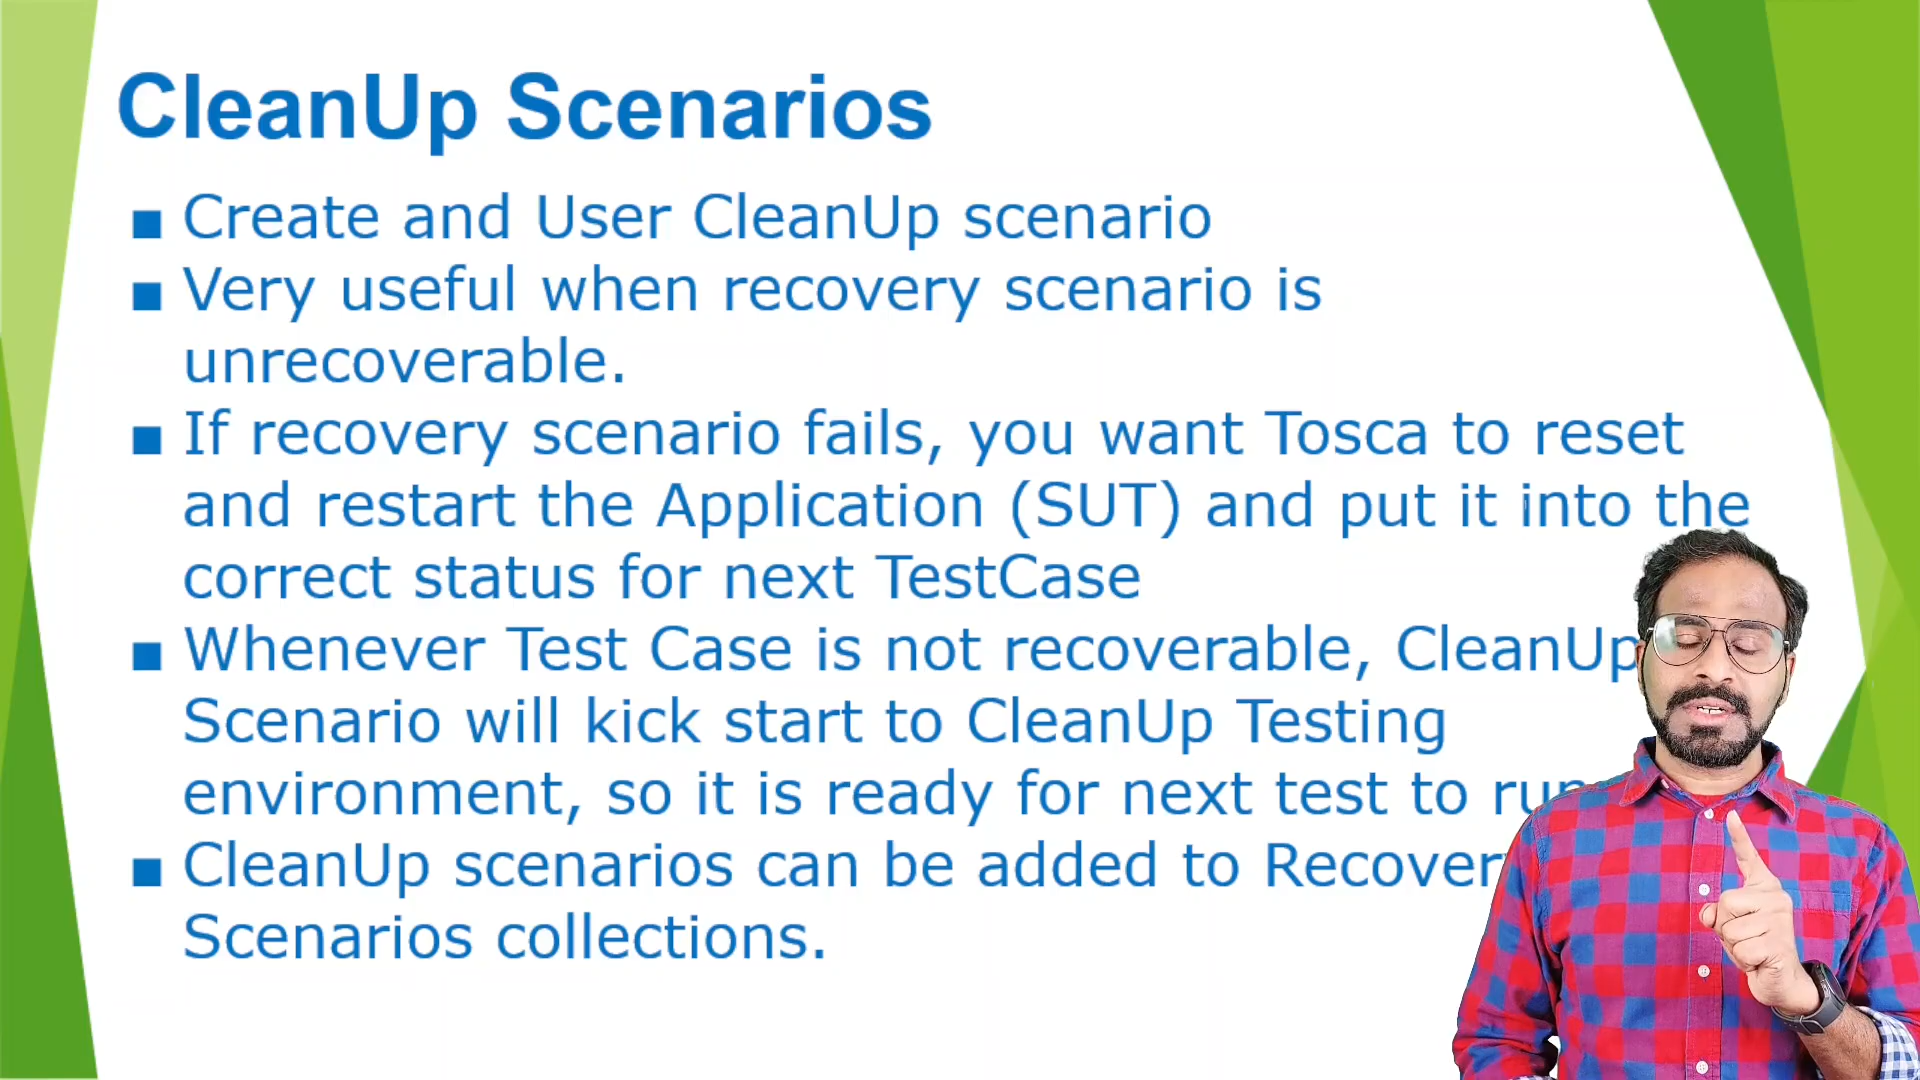 CleanUp Scenarios
■ Create and User CleanUp scenario
■ Very useful when recovery scenario is
unrecoverable.
■ If recovery scenario fails, you want Tosca to reset
and restart the Application (SUT) and put it into the
correct status for next TestCase
■ Whenever Test Case is not recoverable, CleanUp
Scenario will kick start to CleanUp Testing
environment, so it is ready for next test to run
■ CleanUp scenarios can be added to Recovery
Scenarios collections.